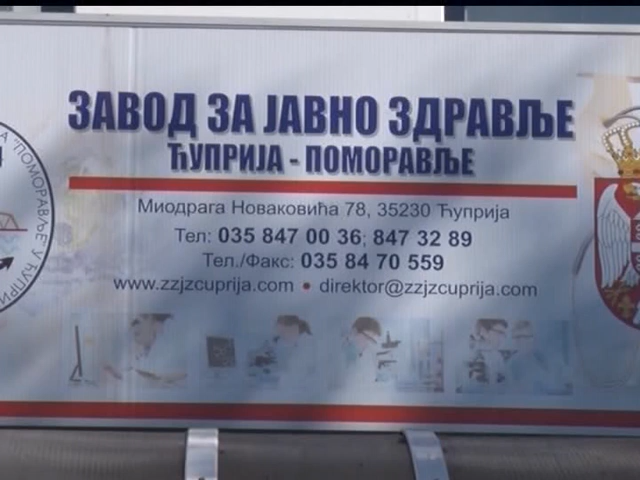 ЗАВОД ЗА ЈАВНО ЗДРАВЉЕ
ЋУПРИЈА - ПОМОРАВЉЕ
Миодрага Новаковића 78, 35230 Ћуприја
Тел: 035 847 00 36; 847 32 89
Тел./Факс: 035 84 70 559
www.zzjzcuprija.com • direktor@zzjzcuprija.com
"ПОМОРАВЉЕ" У